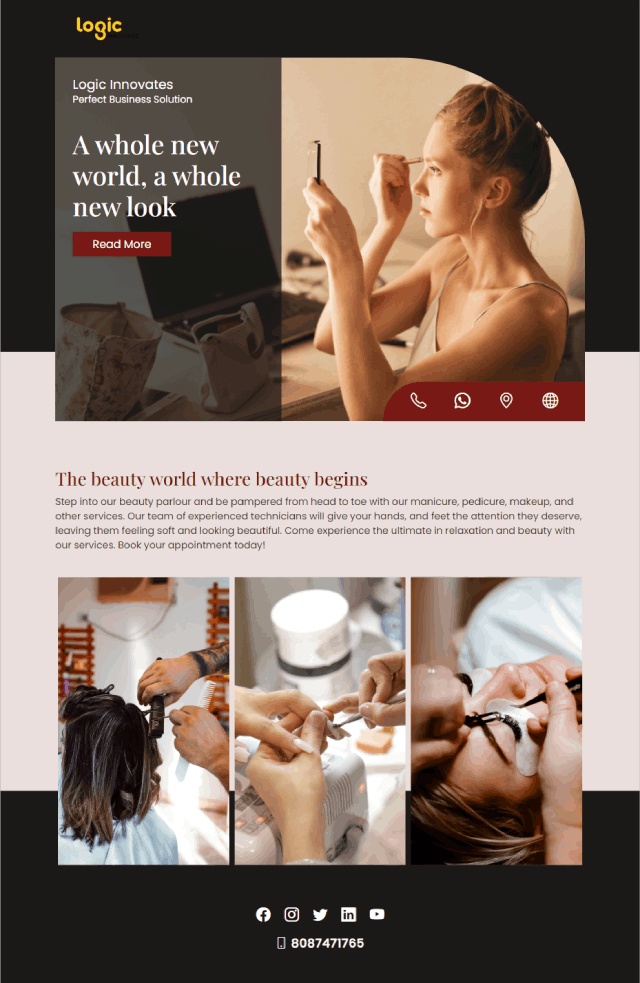 logic
Logic Innovates
Perfect Business Solution
A whole new
world, a whole
new look
Read More
The beauty world where beauty begins
Step into our beauty parlour and be pampered from head to toe with our manicure, pedicure, makeup, and
other services. Our team of experienced technicians will give your hands, and feet the attention they deserve,
leaving them feeling soft and looking beautiful. Come experience the ultimate in relaxation and beauty with
our services. Book your appointment today!
8087471765